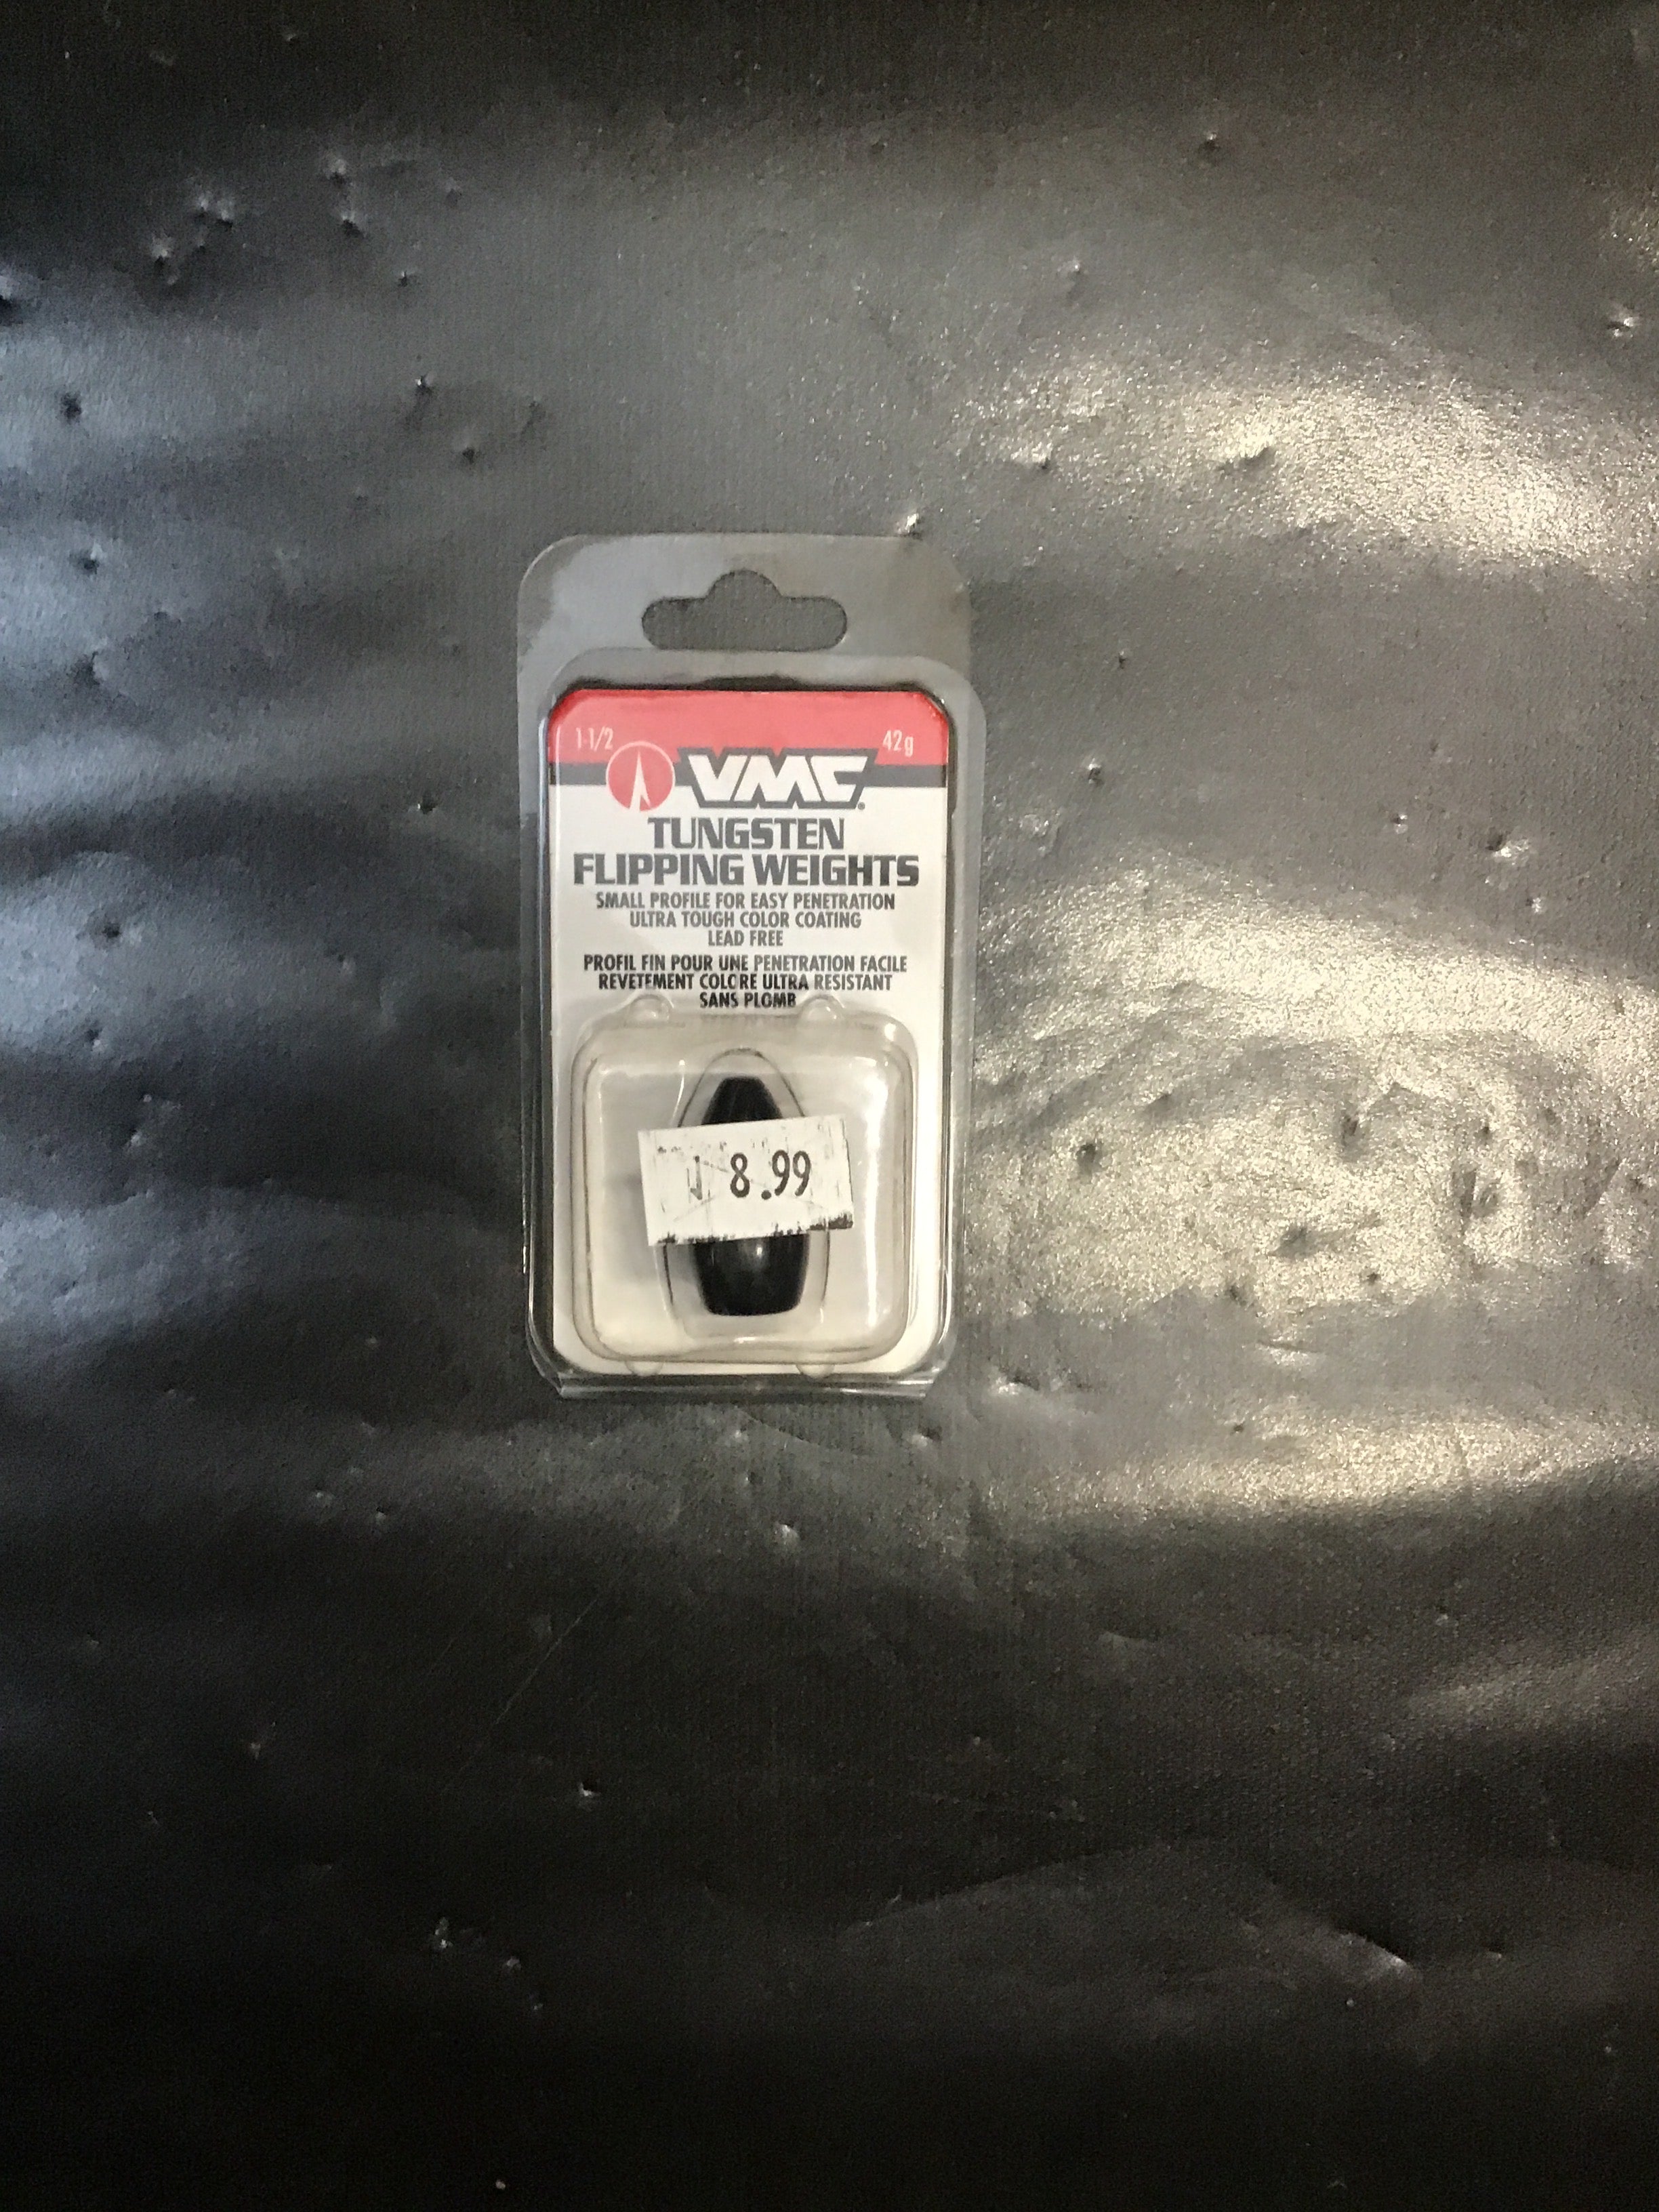 1-1/2
42g
VMC®
TUNGSTEN
FLIPPING WEIGHTS
SMALL PROFILE FOR EASY PENETRATION
ULTRA TOUGH COLOR COATING
LEAD FREE
PROFIL FIN POUR UNE PENETRATION FACILE
REVETEMENT COLORE ULTRA RESISTANT
SANS PLOMB
8.99